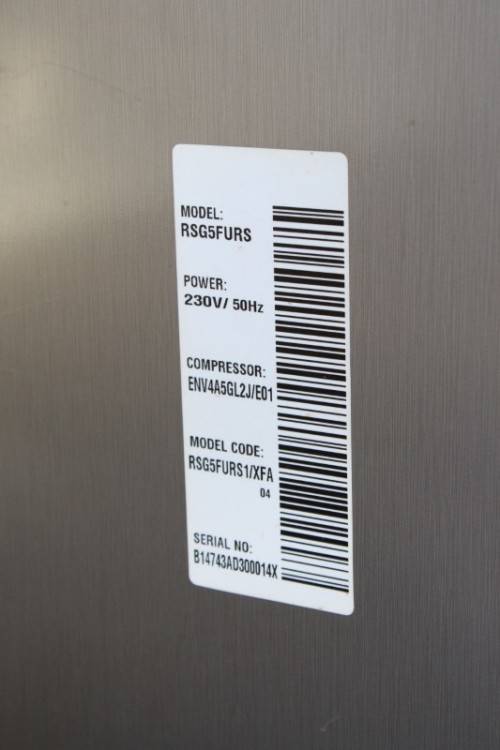 MODEL:
RSG5FURS
POWER:
230V/ 50Hz
COMPRESSOR:
ENV4A5GL2J/E01
MODEL CODE:
RSG5FURS1/XFA
04
SERIAL NO:
B14743AD300014X